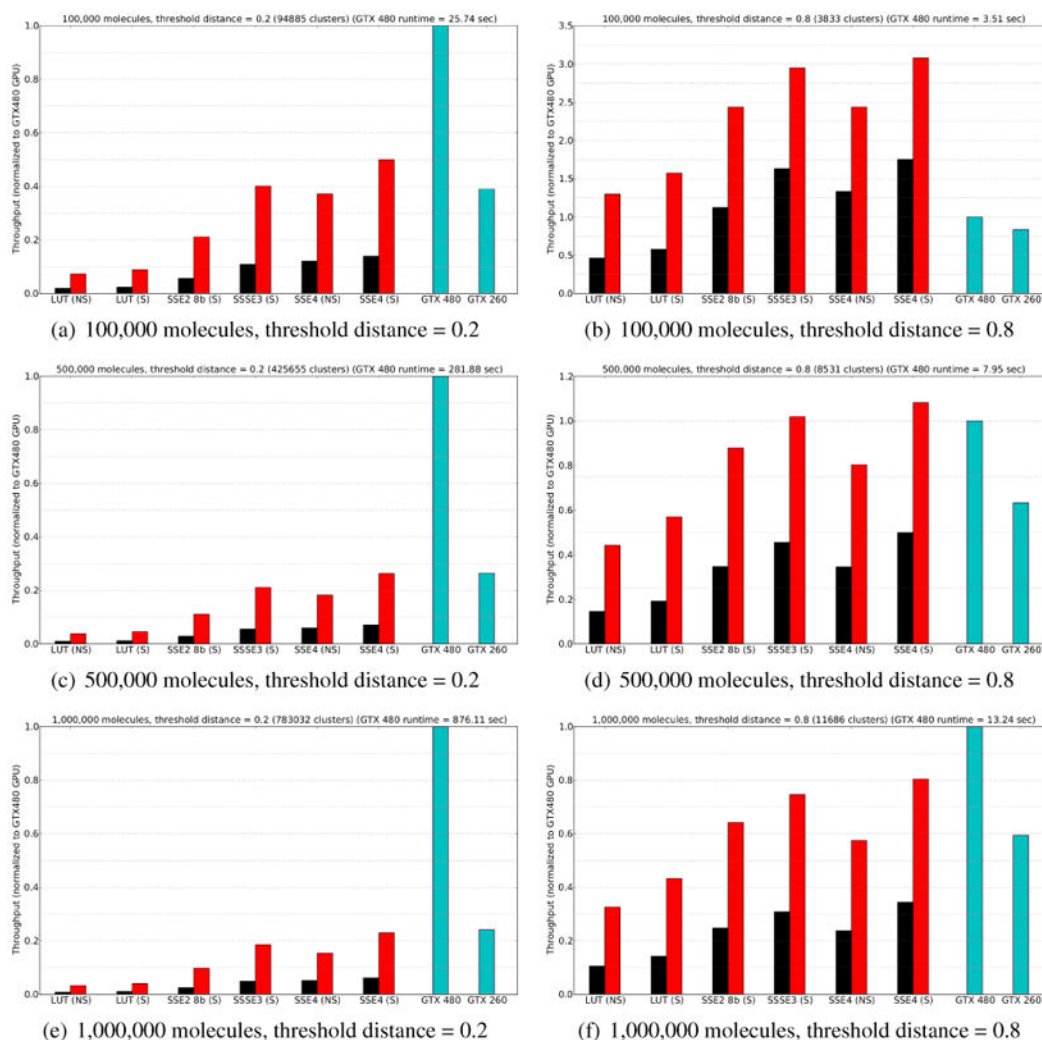 100,000 molecules, threshold distance = 0.2 (94885 clusters) (GTX 480 runtime = 25.74 sec)
Throughput (normalized to GTX480 GPU)
1.0
0.8
0.6
0.4
0.2
0.0
LUT (NS) LUT (S) SSE2 8b (S) SSSE3 (S) SSE4 (NS) SSE4 (S) GTX 480 GTX 260
(a) 100,000 molecules, threshold distance = 0.2
100,000 molecules, threshold distance = 0.8 (3833 clusters) (GTX 480 runtime = 3.51 sec)
Throughput (normalized to GTX480 GPU)
3.5
3.0
2.5
2.0
1.5
1.0
0.5
0.0
LUT (NS) LUT (S) SSE2 8b (S) SSSE3 (S) SSE4 (NS) SSE4 (S) GTX 480 GTX 260
(b) 100,000 molecules, threshold distance = 0.8
500,000 molecules, threshold distance = 0.2 (425655 clusters) (GTX 480 runtime = 281.88 sec)
Throughput (normalized to GTX480 GPU)
1.0
0.8
0.6
0.4
0.2
0.0
LUT (NS) LUT (S) SSE2 8b (S) SSSE3 (S) SSE4 (NS) SSE4 (S) GTX 480 GTX 260
(c) 500,000 molecules, threshold distance = 0.2
500,000 molecules, threshold distance = 0.8 (8531 clusters) (GTX 480 runtime = 7.95 sec)
Throughput (normalized to GTX480 GPU)
1.2
1.0
0.8
0.6
0.4
0.2
0.0
LUT (NS) LUT (S) SSE2 8b (S) SSSE3 (S) SSE4 (NS) SSE4 (S) GTX 480 GTX 260
(d) 500,000 molecules, threshold distance = 0.8
1,000,000 molecules, threshold distance = 0.2 (783032 clusters) (GTX 480 runtime = 876.11 sec)
Throughput (normalized to GTX480 GPU)
1.0
0.8
0.6
0.4
0.2
0.0
LUT (NS) LUT (S) SSE2 8b (S) SSSE3 (S) SSE4 (NS) SSE4 (S) GTX 480 GTX 260
(e) 1,000,000 molecules, threshold distance = 0.2
1,000,000 molecules, threshold distance = 0.8 (11686 clusters) (GTX 480 runtime = 13.24 sec)
Throughput (normalized to GTX480 GPU)
1.0
0.8
0.6
0.4
0.2
0.0
LUT (NS) LUT (S) SSE2 8b (S) SSSE3 (S) SSE4 (NS) SSE4 (S) GTX 480 GTX 260
(f) 1,000,000 molecules, threshold distance = 0.8